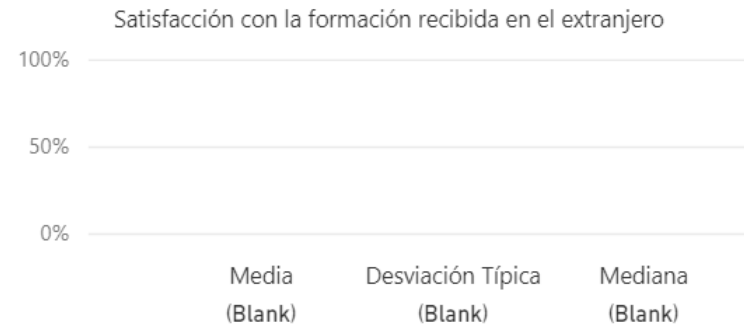 Satisfacción con la formación recibida en el extranjero
100%
50%
0%
Media Desviación Típica Mediana
(Blank) (Blank) (Blank)